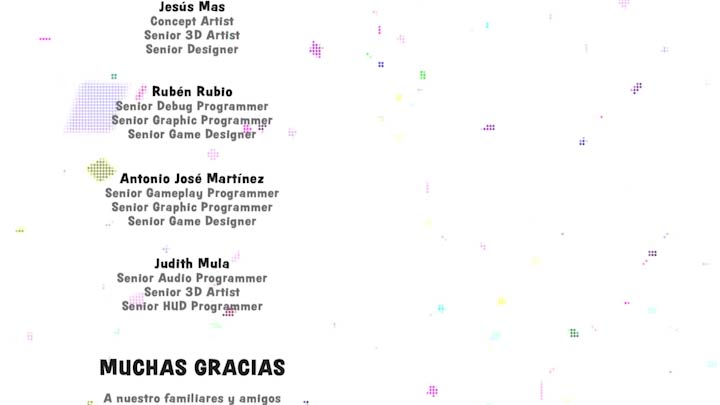 Jesús Mas
Concept Artist
Senior 3D Artist
Senior Designer
Rubén Rubio
Senior Debug Programmer
Senior Graphic Programmer
Senior Game Designer
Antonio José Martínez
Senior Gameplay Programmer
Senior Graphic Programmer
Senior Game Designer
Judith Mula
Senior Audio Programmer
Senior 3D Artist
Senior HUD Programmer
MUCHAS GRACIAS
A nuestro familiares y amigos